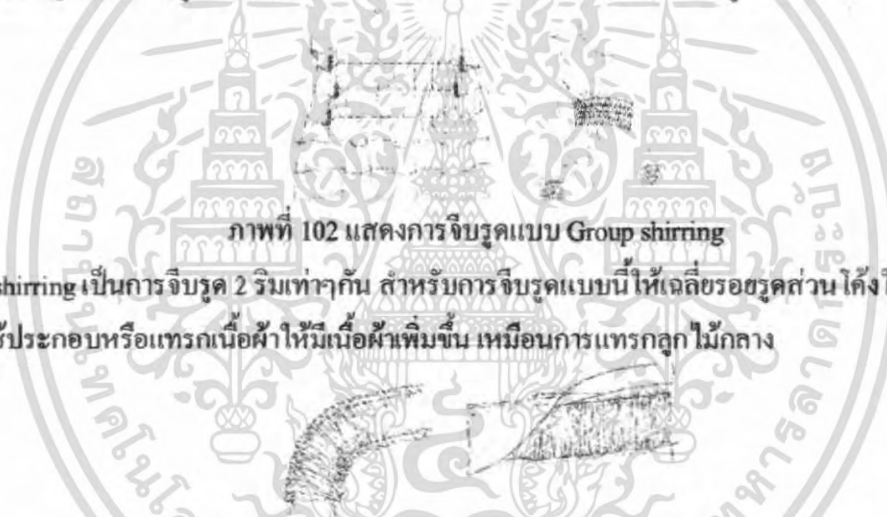 ภาพที่ 102 แสดงการจีบรูดแบบ Group shirring
shirring เป็นการจีบรูด 2 ริมเท่าๆกัน สำหรับการจีบรูดแบบนี้ให้เฉลี่ยรอยรูดส่วนโค้งใ
ประกอบหรือแทรกเนื้อผ้าให้มีเนื้อผ้าเพิ่มขึ้น เหมือนการแทรกลูกไม้กลาง